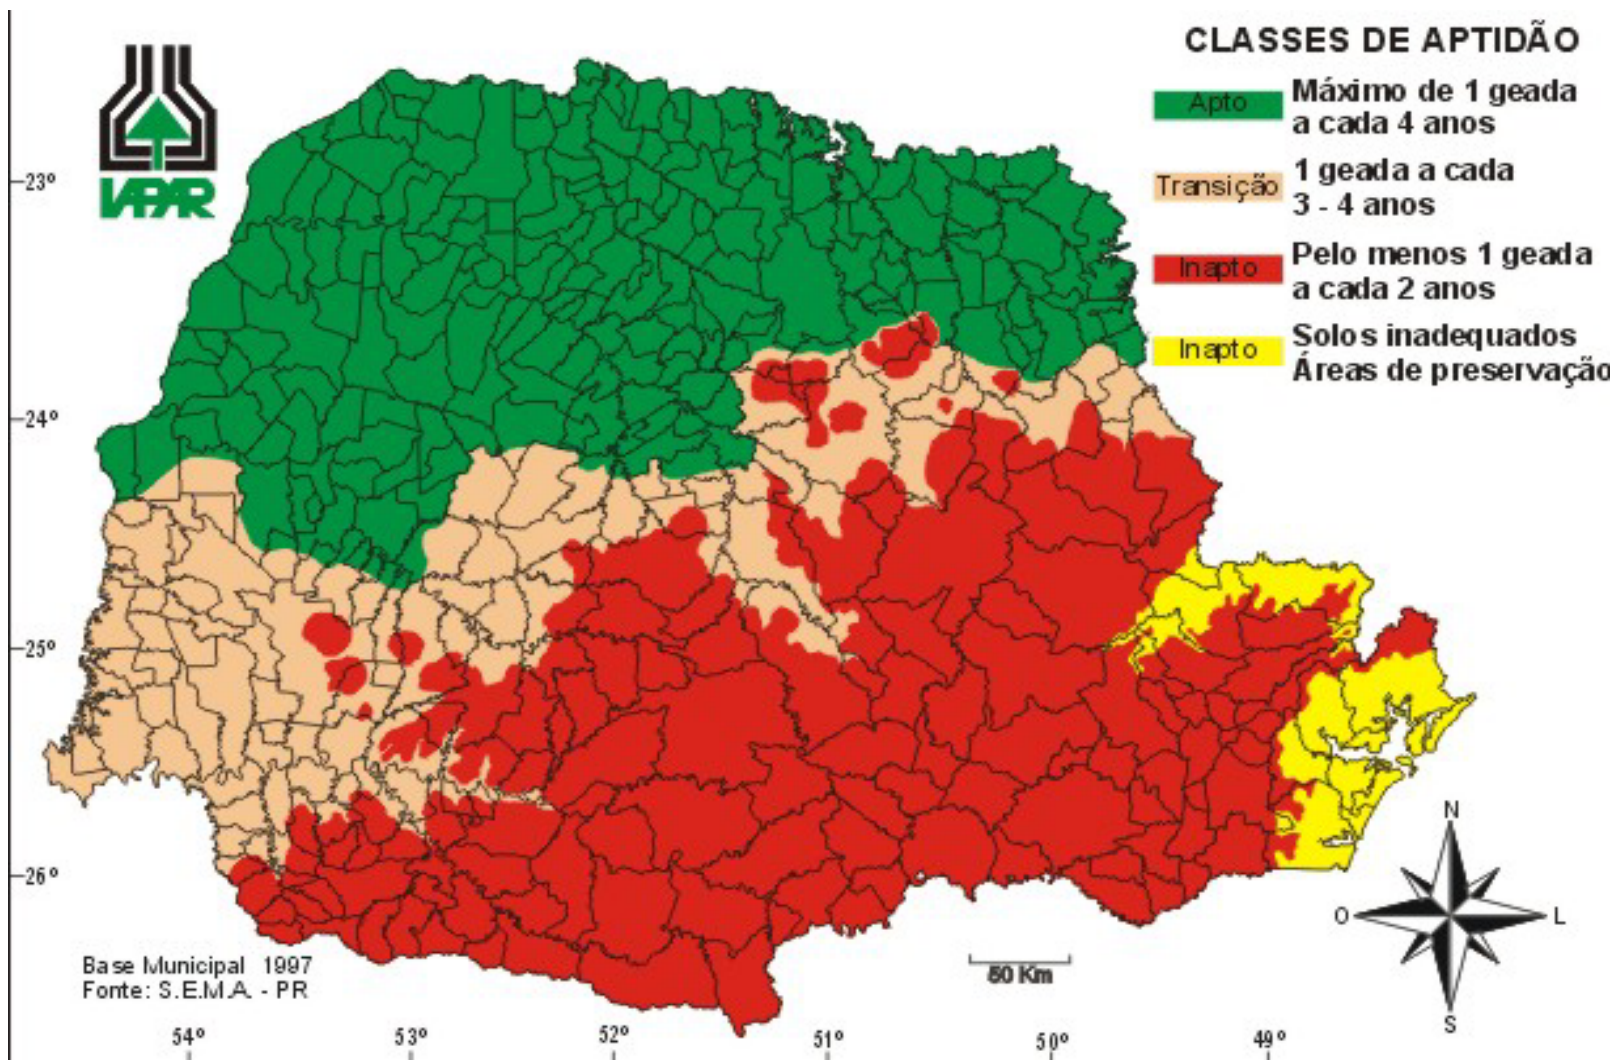 CLASSES DE APTIDÃO
Apto
Máximo de 1 geada
a cada 4 anos
Transição
1 geada a cada
3 - 4 anos
Inapto
Pelo menos 1 geada
a cada 2 anos
Inapto
Solos inadequados
Áreas de preservação
IAPAR
23º
24º
25º
26º
N
O
L
S
50 Km
Base Municipal 1997
Fonte: S.E.M.A. - PR
54º
53º
52º
51º
50º
49º